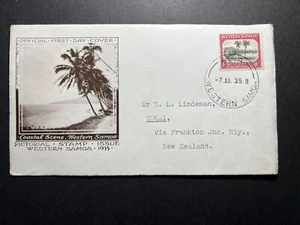 OFFICIAL · FIRST · DAY · COVER ·
Coastal Scene, Western Samoa
PICTORIAL · STAMP · ISSUE
WESTERN SAMOA · 1935
WESTERN SAMOA
35
WESTERN SAMOA
Mr E. L. Lindeman,
Via Frankton Jnc. Rly.,
New Zealand.